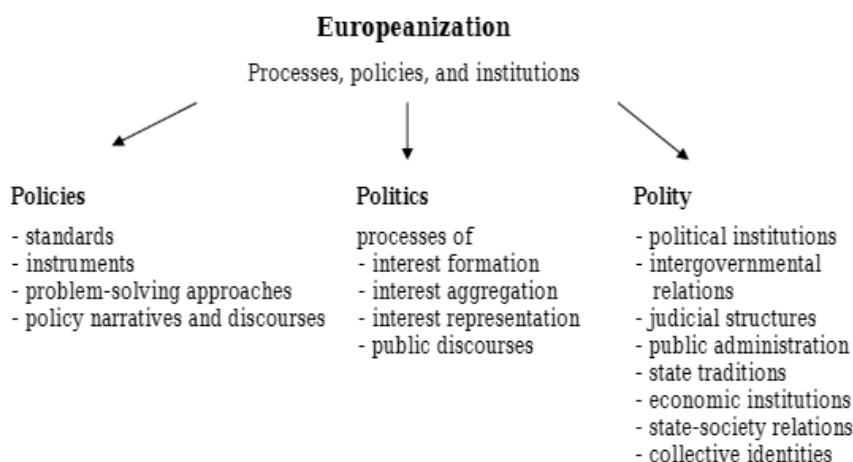 Europeanization
Processes, policies, and institutions
Policies
- standards
- instruments
- problem-solving approaches
- policy narratives and discourses
Politics
processes of
- interest formation
- interest aggregation
- interest representation
- public discourses
Polity
- political institutions
- intergovernmental
relations
- judicial structures
- public administration
- state traditions
- economic institutions
- state-society relations
- collective identities